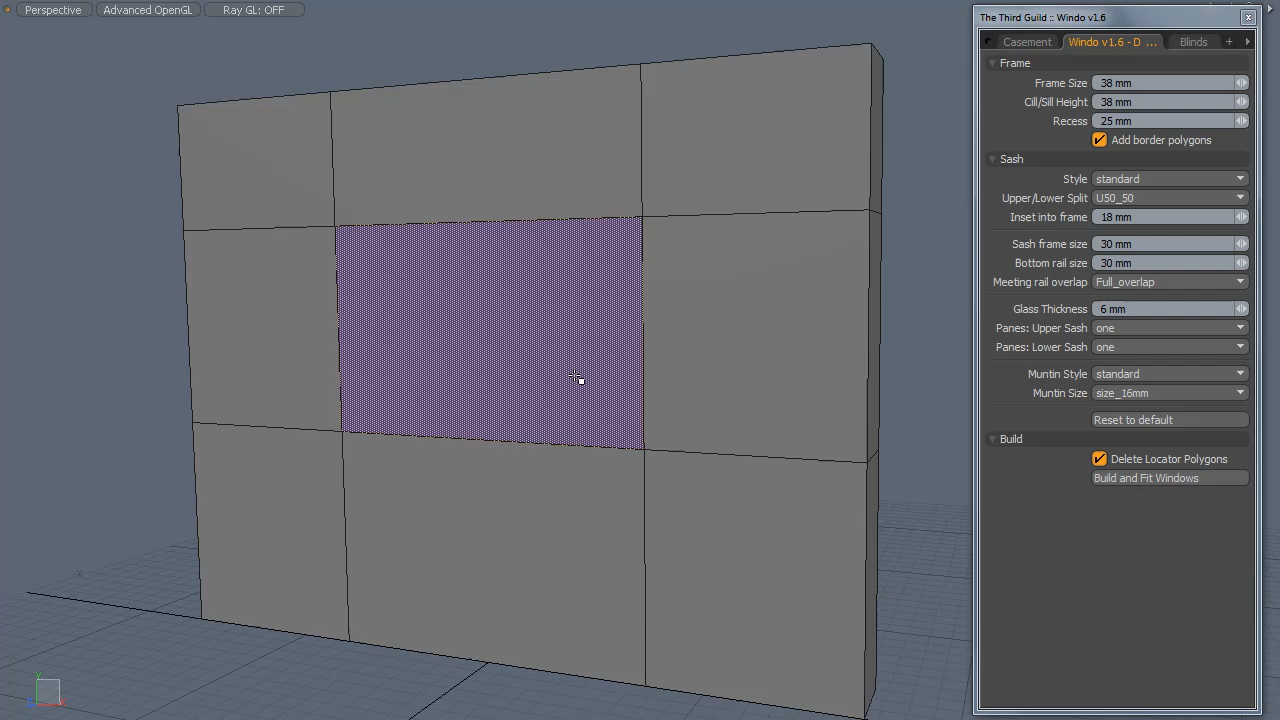 Perspective Advanced OpenGL Ray GL: OFF
The Third Guild :: Windo v1.6
Casement Windo v1.6 - D ... Blinds +
Frame
Frame Size 38 mm
Cill/Sill Height 38 mm
Recess 25 mm
Add border polygons
Sash
Style standard
Upper/Lower Split U50_50
Inset into frame 18 mm
Sash frame size 30 mm
Bottom rail size 30 mm
Meeting rail overlap Full_overlap
Glass Thickness 6 mm
Panes: Upper Sash one
Panes: Lower Sash one
Muntin Style standard
Muntin Size size_16mm
Reset to default
Build
Delete Locator Polygons
Build and Fit Windows
-X
Y